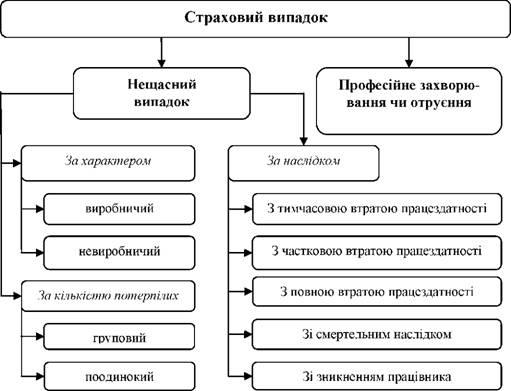 Страховий випадок
Нещасний
випадок
Професійне захворю-
вання чи отруєння
За характером
виробничий
невиробничий
За кількістю потерпілих
груповий
поодинокий
За наслідком
З тимчасовою втратою працездатності
З частковою втратою працездатності
З повною втратою працездатності
Зі смертельним наслідком
Зі зникненням працівника